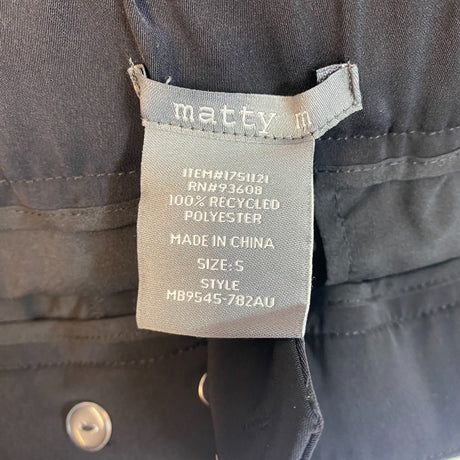 matty m
ITEM#1751121
RN#93608
100% RECYCLED
POLYESTER
MADE IN CHINA
SIZE: S
STYLE
MB9545-782AU